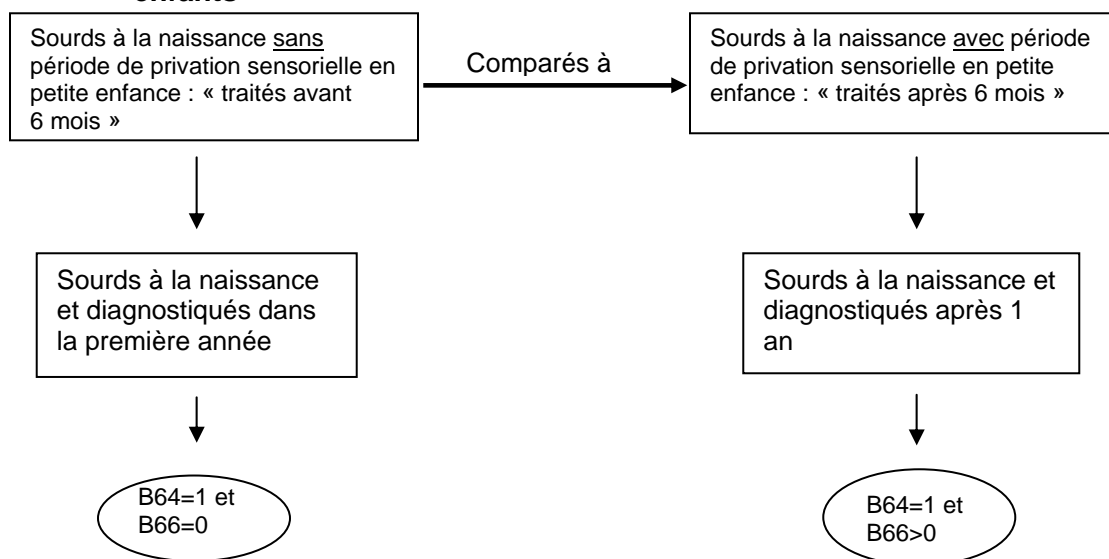 enfants
Sourds à la naissance sans
période de privation sensorielle en
petite enfance : « traités avant
6 mois »
Comparés à
Sourds à la naissance avec période
de privation sensorielle en petite
enfance : « traités après 6 mois »
Sourds à la naissance
et diagnostiqués dans
la première année
Sourds à la naissance et
diagnostiqués après 1
an
B64=1 et
B66=0
B64=1 et
B66>0